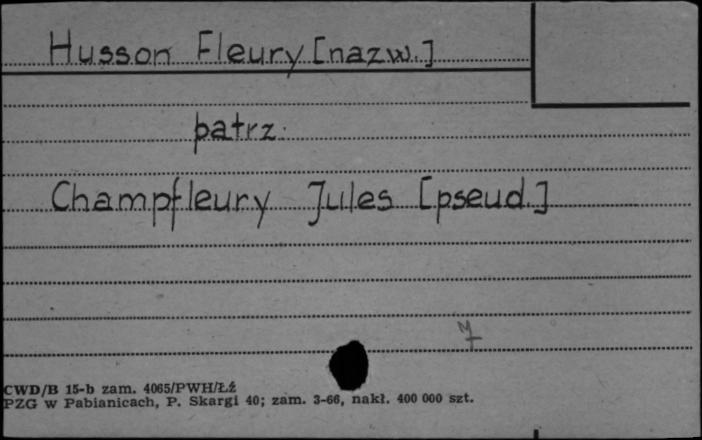 Husson Fleury [nazw.]
patrz.
Champfleury Jules [pseud.]
CWD/B 15-b zam. 4065/PWH/Łź
PZG w Pabianicach, P. Skargi 40; zam. 3-66, nakł. 400 000 szt.